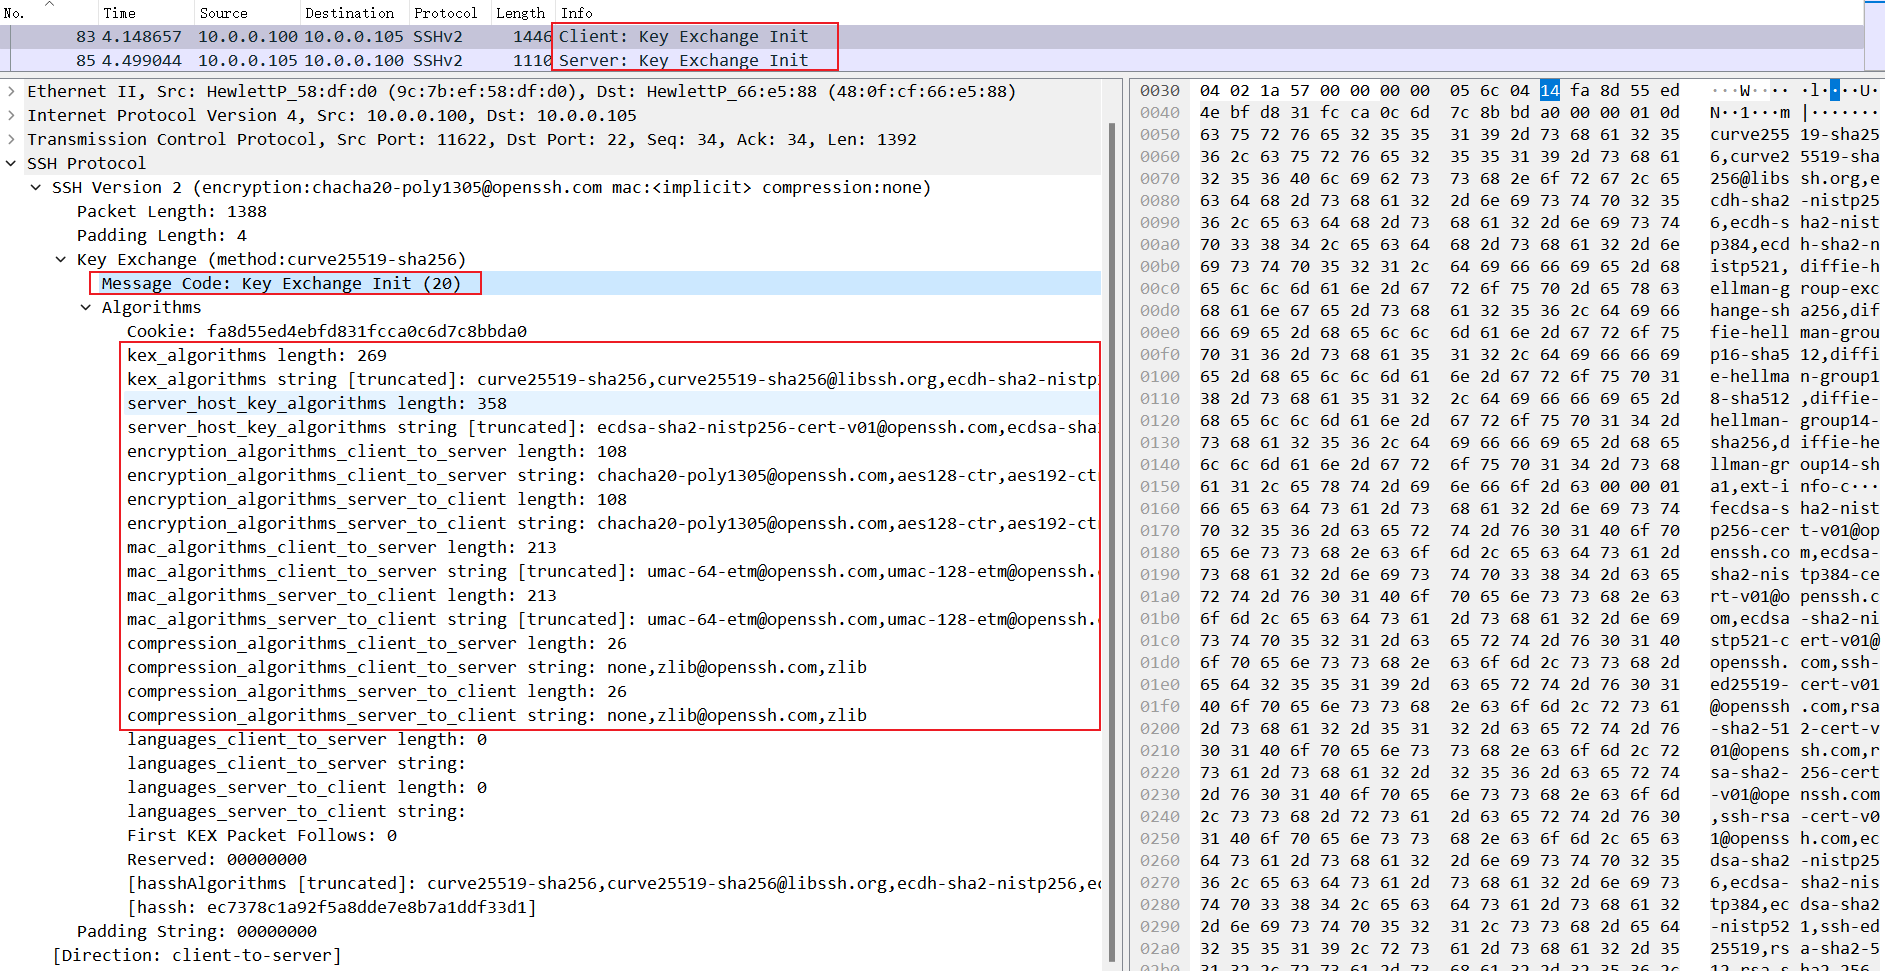 No. Time Source Destination Protocol Length Info
83 4.148657 10.0.0.100 10.0.0.105 SSHv2 1446 Client: Key Exchange Init
85 4.499044 10.0.0.105 10.0.0.100 SSHv2 1110 Server: Key Exchange Init
Ethernet II, Src: HewlettP_58:df:d0 (9c:7b:ef:58:df:d0), Dst: HewlettP_66:e5:88 (48:0f:cf:66:e5:88)
Internet Protocol Version 4, Src: 10.0.0.100, Dst: 10.0.0.105
Transmission Control Protocol, Src Port: 11622, Dst Port: 22, Seq: 34, Ack: 34, Len: 1392
SSH Protocol
SSH Version 2 (encryption:chacha20-poly1305@openssh.com mac:<implicit> compression:none)
Packet Length: 1388
Padding Length: 4
Key Exchange (method:curve25519-sha256)
Message Code: Key Exchange Init (20)
Algorithms
Cookie: fa8d55ed4ebfd831fcca0c6d7c8bbda0
kex_algorithms length: 269
kex_algorithms string [truncated]: curve25519-sha256,curve25519-sha256@libssh.org,ecdh-sha2-nistp
server_host_key_algorithms length: 358
server_host_key_algorithms string [truncated]: ecdsa-sha2-nistp256-cert-v01@openssh.com,ecdsa-sha
encryption_algorithms_client_to_server length: 108
encryption_algorithms_client_to_server string: chacha20-poly1305@openssh.com,aes128-ctr,aes192-ct
encryption_algorithms_server_to_client length: 108
encryption_algorithms_server_to_client string: chacha20-poly1305@openssh.com,aes128-ctr,aes192-ct
mac_algorithms_client_to_server length: 213
mac_algorithms_client_to_server string [truncated]: umac-64-etm@openssh.com,umac-128-etm@openssh.
mac_algorithms_server_to_client length: 213
mac_algorithms_server_to_client string [truncated]: umac-64-etm@openssh.com,umac-128-etm@openssh.
compression_algorithms_client_to_server length: 26
compression_algorithms_client_to_server string: none,zlib@openssh.com,zlib
compression_algorithms_server_to_client length: 26
compression_algorithms_server_to_client string: none,zlib@openssh.com,zlib
languages_client_to_server length: 0
languages_client_to_server string:
languages_server_to_client length: 0
languages_server_to_client string:
First KEX Packet Follows: 0
Reserved: 00000000
[hasshAlgorithms [truncated]: curve25519-sha256,curve25519-sha256@libssh.org,ecdh-sha2-nistp256,ec
[hassh: ec7378c1a92f5a8dde7e8b7a1ddf33d1]
Padding String: 00000000
[Direction: client-to-server]
0030 04 02 1a 57 00 00 00 00 05 6c 04 14 fa 8d 55 ed ···W···· ·l····U·
0040 4e bf d8 31 fc ca 0c 6d 7c 8b bd a0 00 00 01 0d N··1···m |·······
0050 63 75 72 76 65 32 35 35 31 39 2d 73 68 61 32 35 curve255 19-sha25
0060 36 2c 63 75 72 76 65 32 35 35 31 39 2d 73 68 61 6,curve2 5519-sha
0070 32 35 36 40 6c 69 62 73 73 68 2e 6f 72 67 2c 65 256@libs sh.org,e
0080 63 64 68 2d 73 68 61 32 2d 6e 69 73 74 70 32 35 cdh-sha2 -nistp25
0090 36 2c 65 63 64 68 2d 73 68 61 32 2d 6e 69 73 74 6,ecdh-s ha2-nist
00a0 70 33 38 34 2c 65 63 64 68 2d 73 68 61 32 2d 6e p384,ecd h-sha2-n
00b0 69 73 74 70 35 32 31 2c 64 69 66 66 69 65 2d 68 istp521, diffie-h
00c0 65 6c 6c 6d 61 6e 2d 67 72 6f 75 70 2d 65 78 63 ellman-g roup-exc
00d0 68 61 6e 67 65 2d 73 68 61 32 35 36 2c 64 69 66 hange-sh a256,dif
00e0 66 69 65 2d 68 65 6c 6c 6d 61 6e 2d 67 72 6f 75 fie-hell man-grou
00f0 70 31 36 2d 73 68 61 35 31 32 2c 64 69 66 66 69 p16-sha5 12,diffi
0100 65 2d 68 65 6c 6c 6d 61 6e 2d 67 72 6f 75 70 31 e-hellma n-group1
0110 38 2d 73 68 61 35 31 32 2c 64 69 66 66 69 65 2d 8-sha512 ,diffie-
0120 68 65 6c 6c 6d 61 6e 2d 67 72 6f 75 70 31 34 2d hellman- group14-
0130 73 68 61 32 35 36 2c 64 69 66 66 69 65 2d 68 65 sha256,d iffie-he
0140 6c 6c 6d 61 6e 2d 67 72 6f 75 70 31 34 2d 73 68 llman-gr oup14-sh
0150 61 31 2c 65 78 74 2d 69 6e 66 6f 2d 63 00 00 01 a1,ext-i nfo-c···
0160 66 65 63 64 73 61 2d 73 68 61 32 2d 6e 69 73 74 fecdsa-s ha2-nist
0170 70 32 35 36 2d 63 65 72 74 2d 76 30 31 40 6f 70 p256-cer t-v01@op
0180 65 6e 73 73 68 2e 63 6f 6d 2c 65 63 64 73 61 2d enssh.co m,ecdsa-
0190 73 68 61 32 2d 6e 69 73 74 70 33 38 34 2d 63 65 sha2-nis tp384-ce
01a0 72 74 2d 76 30 31 40 6f 70 65 6e 73 73 68 2e 63 rt-v01@o penssh.c
01b0 6f 6d 2c 65 63 64 73 61 2d 73 68 61 32 2d 6e 69 om,ecdsa -sha2-ni
01c0 73 74 70 35 32 31 2d 63 65 72 74 2d 76 30 31 40 stp521-c ert-v01@
01d0 6f 70 65 6e 73 73 68 2e 63 6f 6d 2c 73 73 68 2d openssh. com,ssh-
01e0 65 64 32 35 35 31 39 2d 63 65 72 74 2d 76 30 31 ed25519- cert-v01
01f0 40 6f 70 65 6e 73 73 68 2e 63 6f 6d 2c 72 73 61 @openssh .com,rsa
0200 2d 73 68 61 32 2d 35 31 32 2d 63 65 72 74 2d 76 -sha2-51 2-cert-v
0210 30 31 40 6f 70 65 6e 73 73 68 2e 63 6f 6d 2c 72 01@opens sh.com,r
0220 73 61 2d 73 68 61 32 2d 32 35 36 2d 63 65 72 74 sa-sha2- 256-cert
0230 2d 76 30 31 40 6f 70 65 6e 73 73 68 2e 63 6f 6d -v01@ope nssh.com
0240 2c 73 73 68 2d 72 73 61 2d 63 65 72 74 2d 76 30 ,ssh-rsa -cert-v0
0250 31 40 6f 70 65 6e 73 73 68 2e 63 6f 6d 2c 65 63 1@openss h.com,ec
0260 64 73 61 2d 73 68 61 32 2d 6e 69 73 74 70 32 35 dsa-sha2 -nistp25
0270 36 2c 65 63 64 73 61 2d 73 68 61 32 2d 6e 69 73 6,ecdsa- sha2-nis
0280 74 70 33 38 34 2c 65 63 64 73 61 2d 73 68 61 32 tp384,ec dsa-sha2
0290 2d 6e 69 73 74 70 35 32 31 2c 73 73 68 2d 65 64 -nistp52 1,ssh-ed
02a0 32 35 35 31 39 2c 72 73 61 2d 73 68 61 32 2d 35 25519,rs a-sha2-5
02b0 31 32 2c 72 73 61 2d 73 68 61 32 2d 32 35 36 2c 12,rsa-s ha2-256,